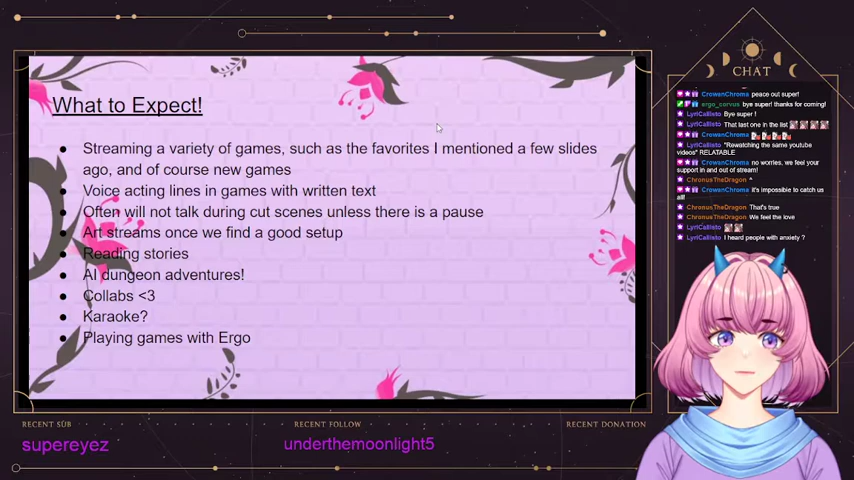 What to Expect!
● Streaming a variety of games, such as the favorites I mentioned a few slides
ago, and of course new games
● Voice acting lines in games with written text
● Often will not talk during cut scenes unless there is a pause
● Art streams once we find a good setup
● Reading stories
● AI dungeon adventures!
● Collabs <3
● Karaoke?
● Playing games with Ergo
CHAT
CrowenChroma peace out super!
ergo_corvus bye super! thanks for coming!
LyriCallisto Bye super !
LyriCallisto That last one in the list
CrowenChroma
LyriCallisto "Rewatching the same youtube
videos" RELATABLE
CrowenChroma no worries, we feel your
support in and out of stream!
ChronusTheDragon ^
CrowenChroma it's impossible to catch us
all!
ChronusTheDragon That's true
ChronusTheDragon We feel the love
LyriCallisto
LyriCallisto I heard people with anxiety ?
RECENT SUB
supereyez
RECENT FOLLOW
underthemoonlight5
RECENT DONATION